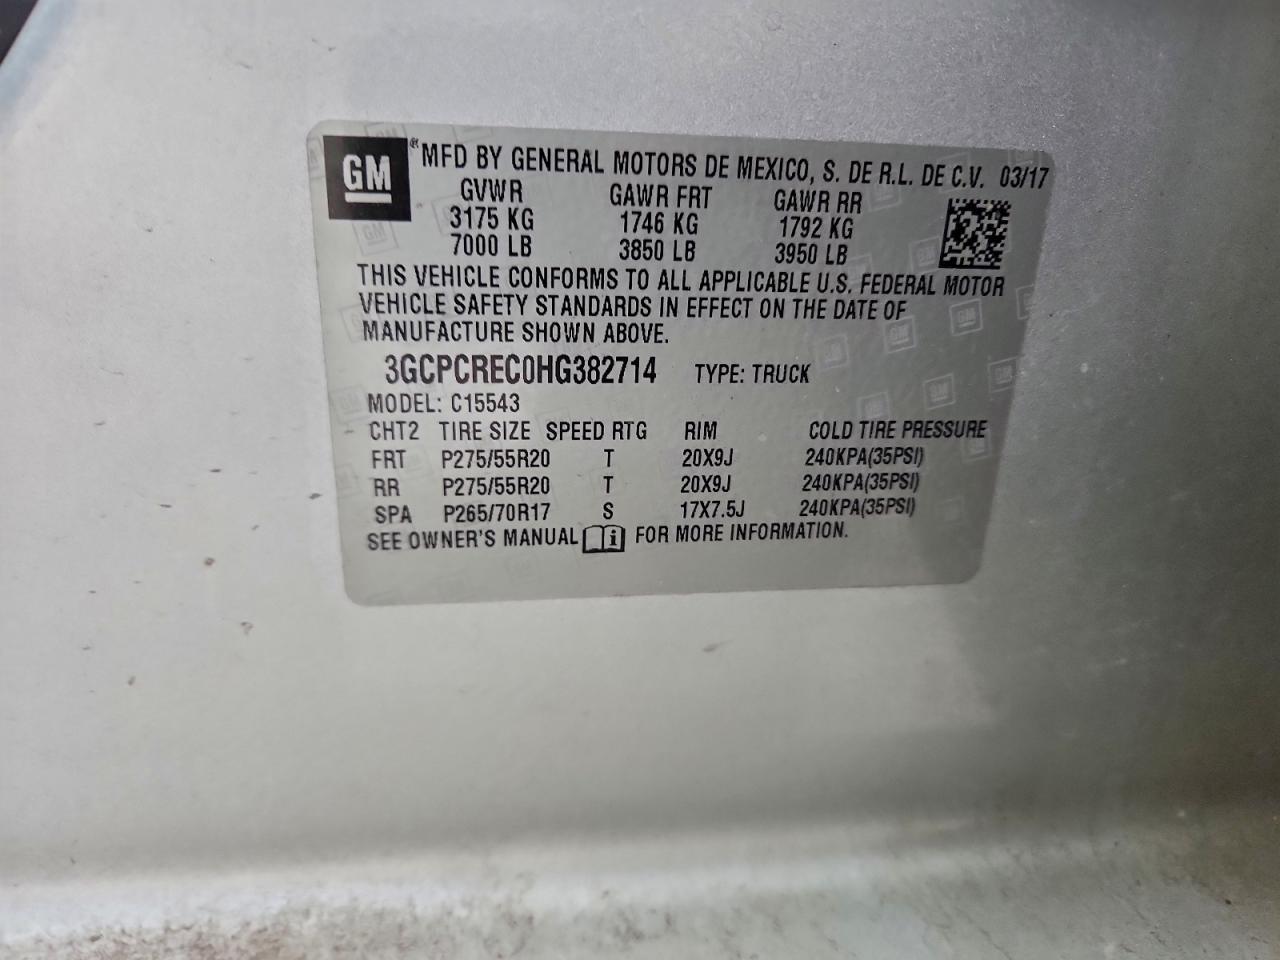 GM
® MFD BY GENERAL MOTORS DE MEXICO, S. DE R.L. DE C.V. 03/17
GVWR GAWR FRT GAWR RR
3175 KG 1746 KG 1792 KG
7000 LB 3850 LB 3950 LB
THIS VEHICLE CONFORMS TO ALL APPLICABLE U.S. FEDERAL MOTOR
VEHICLE SAFETY STANDARDS IN EFFECT ON THE DATE OF
MANUFACTURE SHOWN ABOVE.
3GCPCREC0HG382714 TYPE: TRUCK
MODEL: C15543
CHT2 TIRE SIZE SPEED RTG RIM COLD TIRE PRESSURE
FRT P275/55R20 T 20X9J 240KPA(35PSI)
RR P275/55R20 T 20X9J 240KPA(35PSI)
SPA P265/70R17 S 17X7.5J 240KPA(35PSI)
SEE OWNER'S MANUAL i FOR MORE INFORMATION.